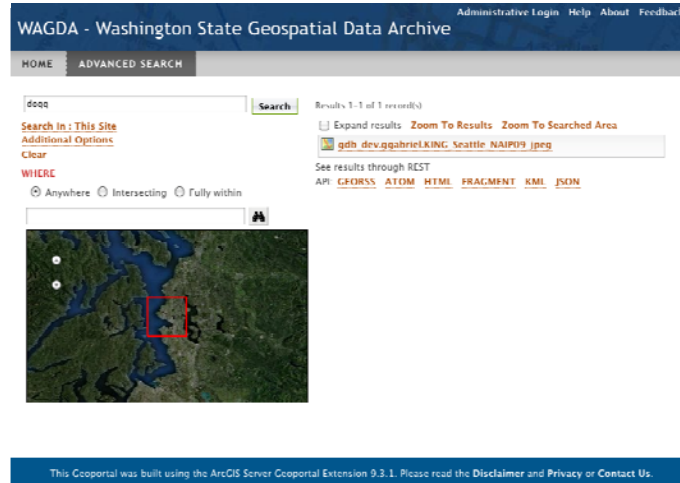 Administrative Login Help About Feedback
WAGDA - Washington State Geospatial Data Archive
HOME ADVANCED SEARCH
doqq Search
Search In : This Site
Additional Options
Clear
WHERE
Anywhere Intersecting Fully within
Results 1-1 of 1 record(s)
Expand results Zoom To Results Zoom To Searched Area
gdb_dev.ggabriel.KING_Seattle_NAIP09_jpeg
See results through REST
API: GEORSS ATOM HTML FRAGMENT KML JSON
This Geoportal was built using the ArcGIS Server Geoportal Extension 9.3.1. Please read the Disclaimer and Privacy or Contact Us.